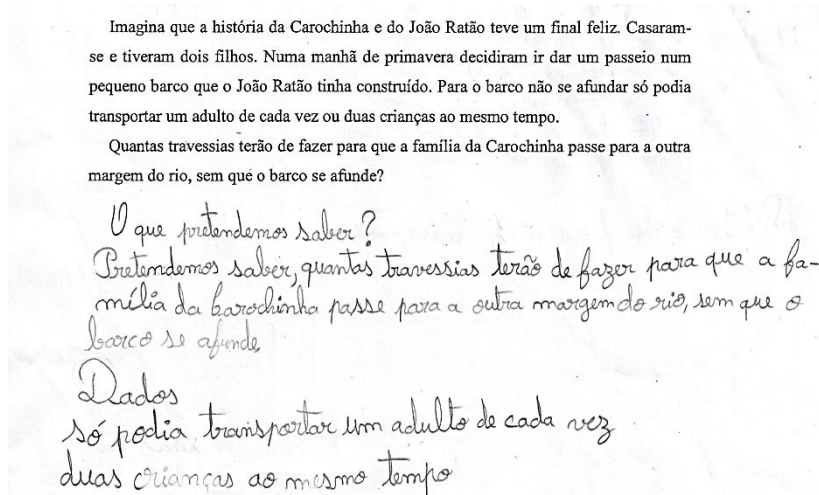 Imagina que a história da Carochinha e do João Ratão teve um final feliz. Casaram-
se e tiveram dois filhos. Numa manhã de primavera decidiram ir dar um passeio num
pequeno barco que o João Ratão tinha construído. Para o barco não se afundar só podia
transportar um adulto de cada vez ou duas crianças ao mesmo tempo.
Quantas travessias terão de fazer para que a família da Carochinha passe para a outra
margem do rio, sem que o barco se afunde?
O que pretendemos saber?
Pretendemos saber, quantas travessias terão de fazer para que a fa-
mília da Carochinha passe para a outra margem do rio, sem que o
barco se afunde.
Dados
só podia transportar um adulto de cada vez
duas crianças ao mesmo tempo